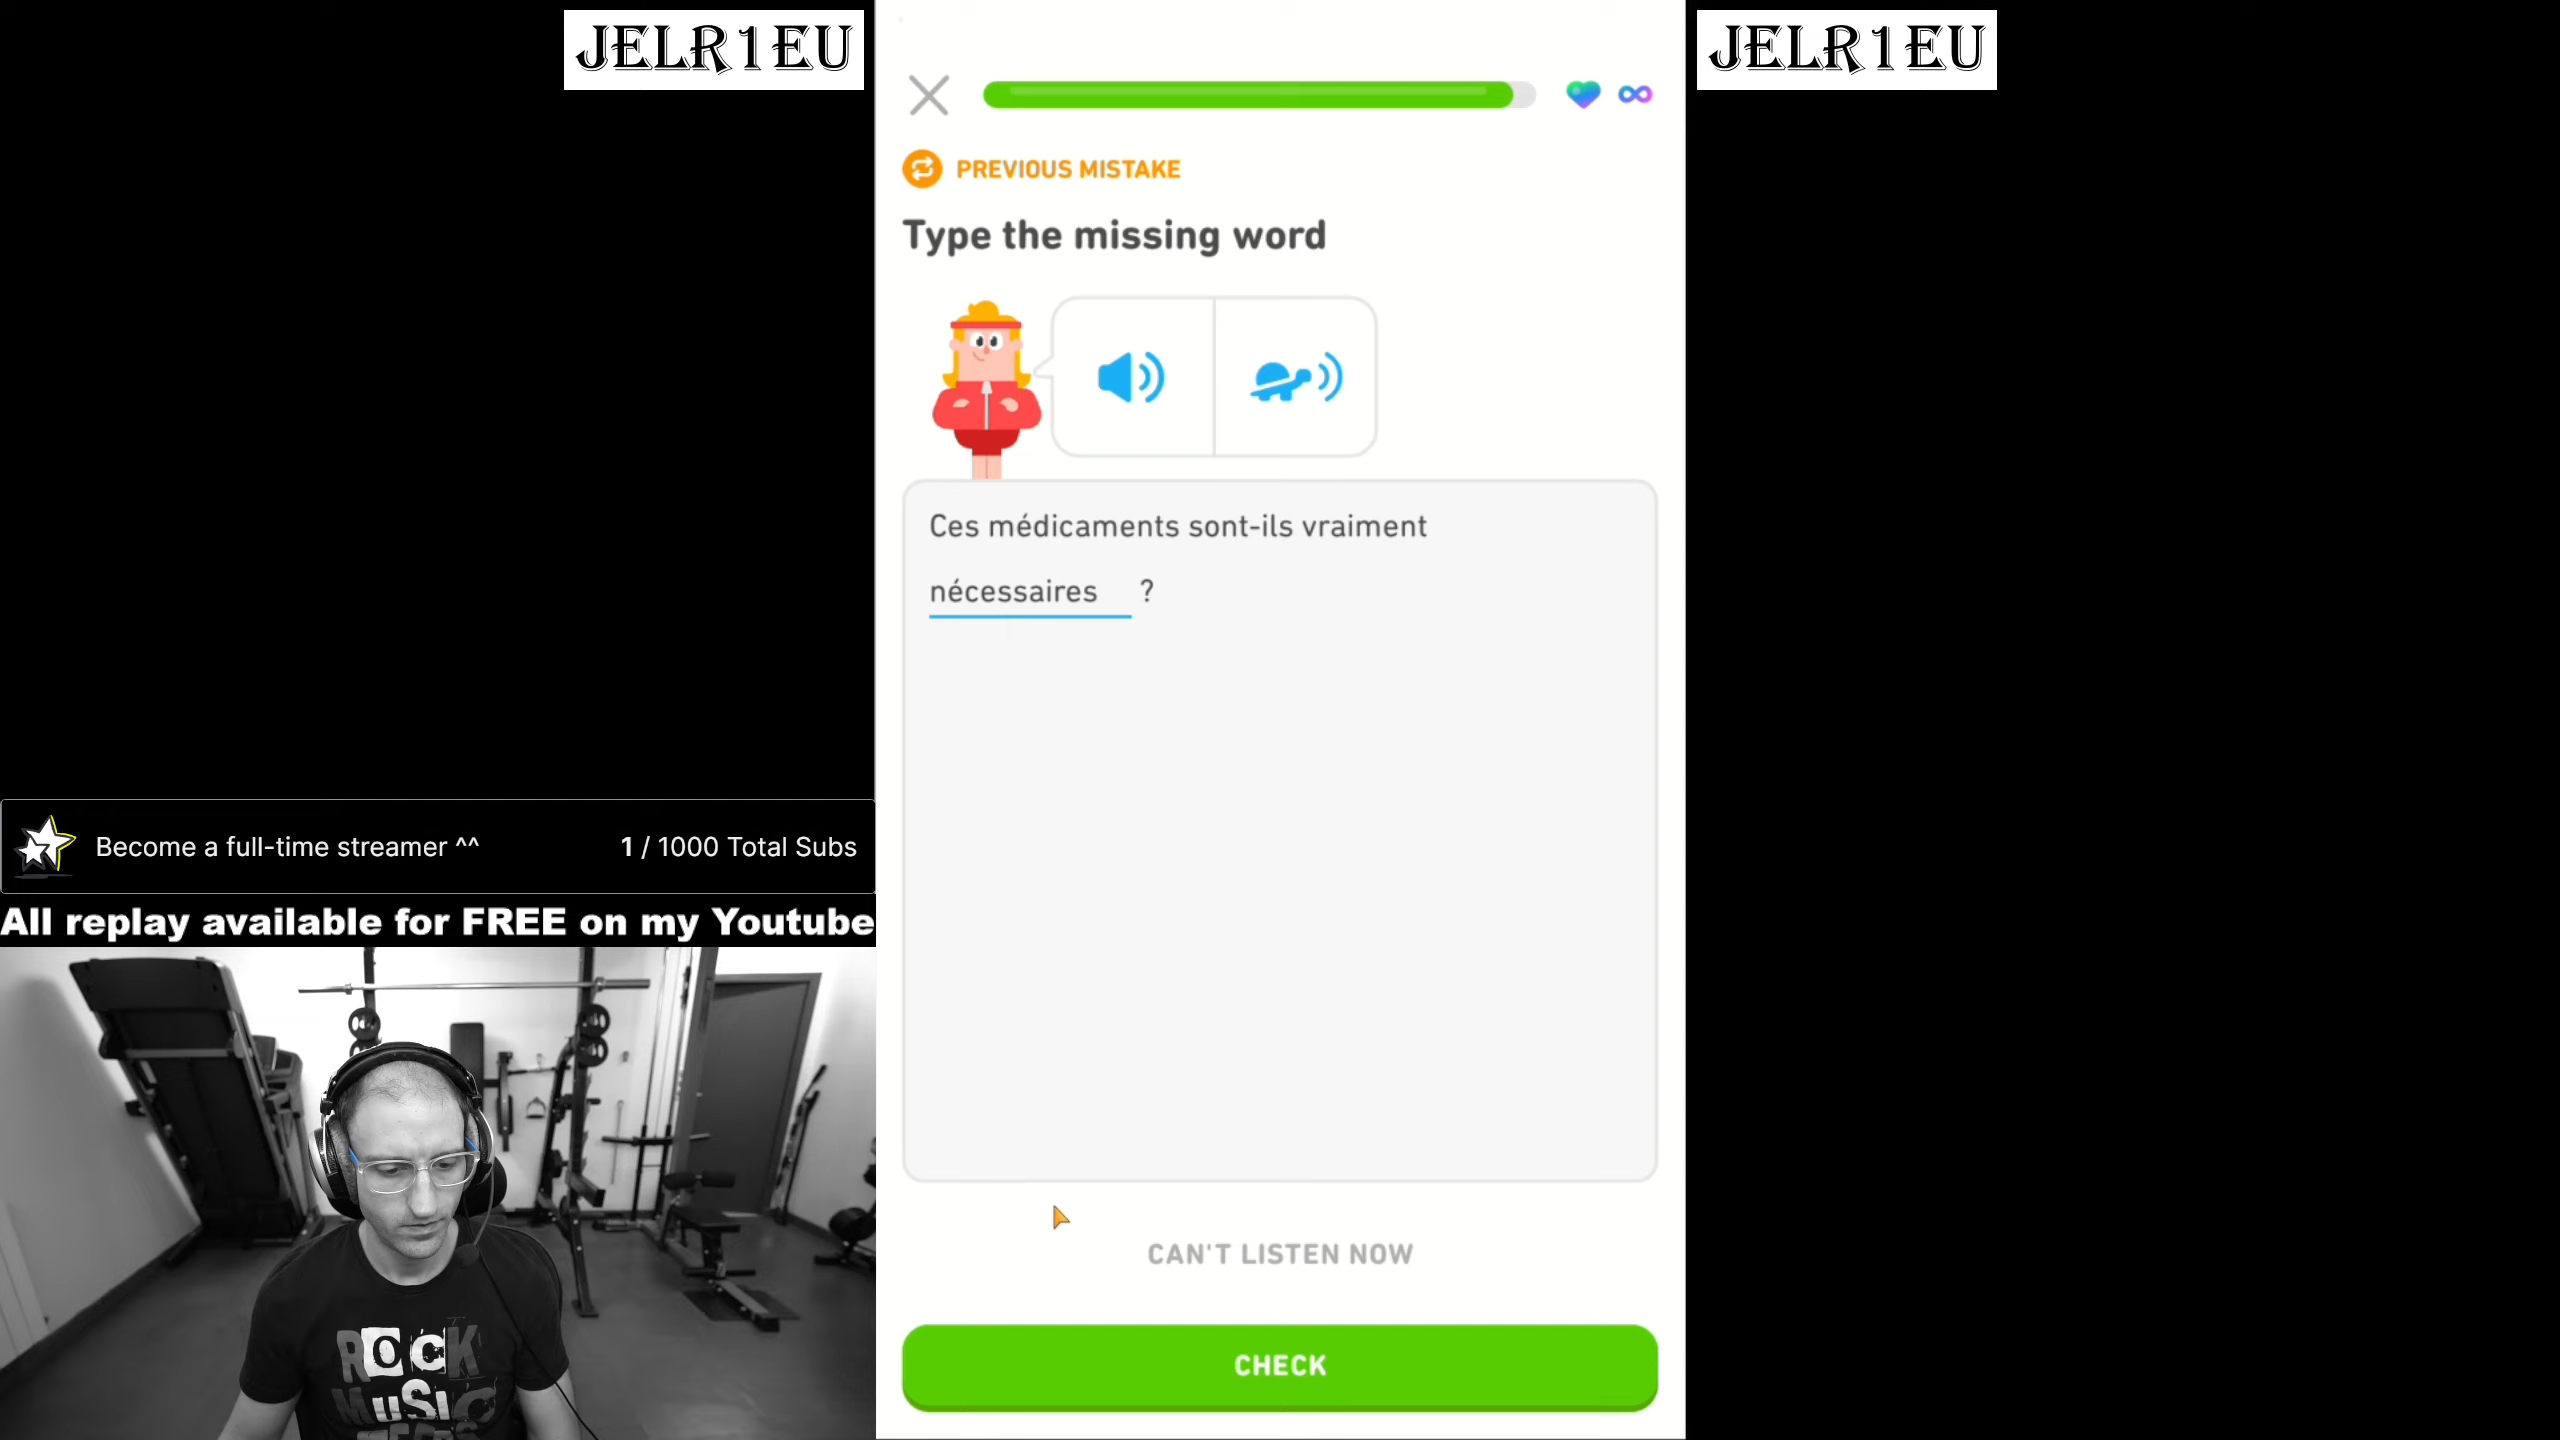 JELR1EU
JELR1EU
PREVIOUS MISTAKE
Type the missing word
Ces médicaments sont-ils vraiment
nécessaires ?
Become a full-time streamer ^^ 1 / 1000 Total Subs
All replay available for FREE on my Youtube
ROCK
MUSIC
CAN'T LISTEN NOW
CHECK